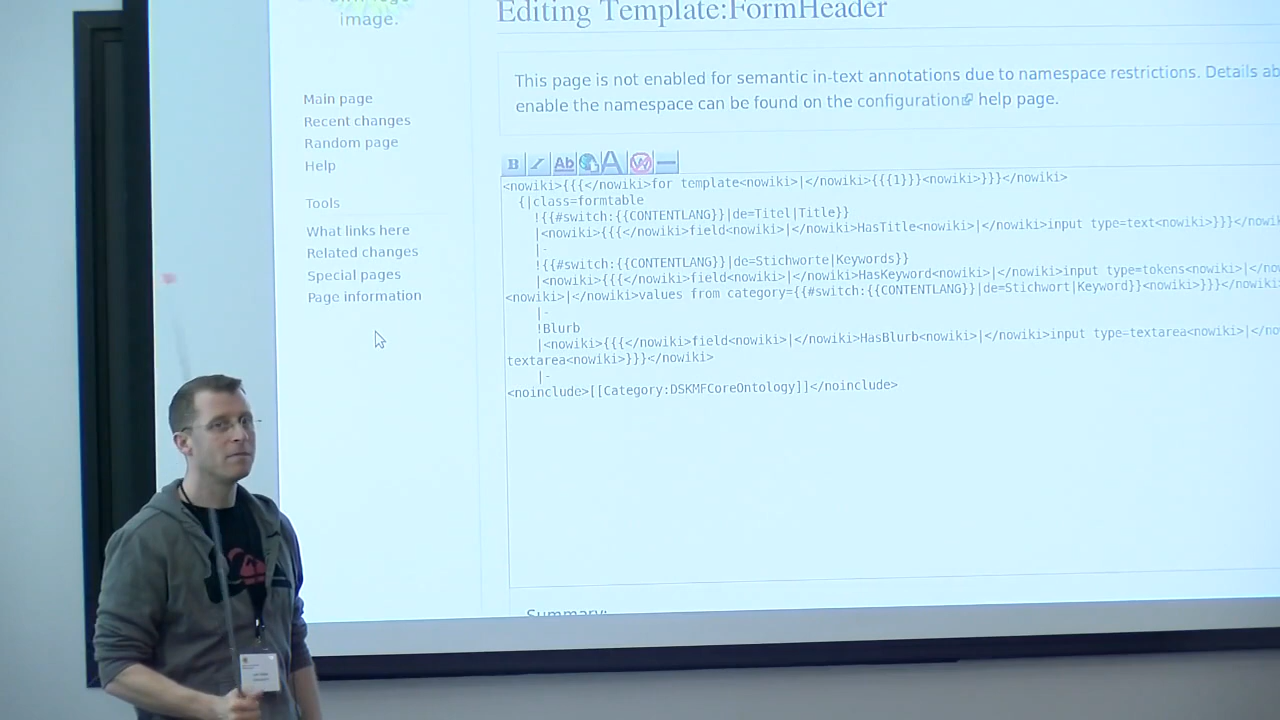 image.
Editing Template:FormHeader
This page is not enabled for semantic in-text annotations due to namespace restrictions. Details ab
enable the namespace can be found on the configuration help page.
Main page
Recent changes
Random page
Help
Tools
What links here
Related changes
Special pages
Page information
B I Ab A W
<nowiki>{{{</nowiki>for template<nowiki>|</nowiki>{{{1}}}<nowiki>}}}</nowiki>
{|class=formtable
!{{#switch:{{CONTENTLANG}}|de=Titel|Title}}
|<nowiki>{{{</nowiki>field<nowiki>|</nowiki>HasTitle<nowiki>|</nowiki>input type=text<nowiki>}}}</nowi
|-
!{{#switch:{{CONTENTLANG}}|de=Stichworte|Keywords}}
|<nowiki>{{{</nowiki>field<nowiki>|</nowiki>HasKeyword<nowiki>|</nowiki>input type=tokens<nowiki>|</no
<nowiki>|</nowiki>values from category={{#switch:{{CONTENTLANG}}|de=Stichwort|Keyword}}<nowiki>}}}</nowiki
|-
!Blurb
|<nowiki>{{{</nowiki>field<nowiki>|</nowiki>HasBlurb<nowiki>|</nowiki>input type=textarea<nowiki>|</no
textarea<nowiki>}}}</nowiki>
|-
<noinclude>[[Category:DSKMFCoreOntology]]</noinclude>
Summary: